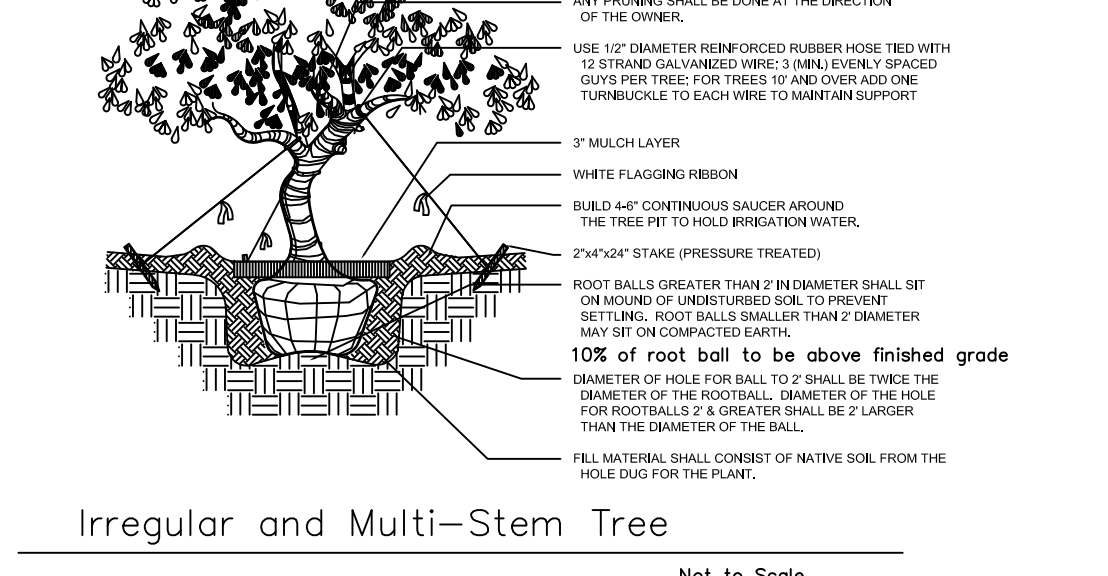 ANY PRUNING SHALL BE DONE AT THE DIRECTION
OF THE OWNER.
USE 1/2" DIAMETER REINFORCED RUBBER HOSE TIED WITH
12 STRAND GALVANIZED WIRE; 3 (MIN.) EVENLY SPACED
GUYS PER TREE; FOR TREES 10' AND OVER ADD ONE
TURNBUCKLE TO EACH WIRE TO MAINTAIN SUPPORT
3" MULCH LAYER
WHITE FLAGGING RIBBON
BUILD 4-6" CONTINUOUS SAUCER AROUND
THE TREE PIT TO HOLD IRRIGATION WATER.
2"x4"x24" STAKE (PRESSURE TREATED)
ROOT BALLS GREATER THAN 2' IN DIAMETER SHALL SIT
ON MOUND OF UNDISTURBED SOIL TO PREVENT
SETTLING. ROOT BALLS SMALLER THAN 2' DIAMETER
MAY SIT ON COMPACTED EARTH.
10% of root ball to be above finished grade
DIAMETER OF HOLE FOR BALL TO 2' SHALL BE TWICE THE
DIAMETER OF THE ROOTBALL. DIAMETER OF THE HOLE
FOR ROOTBALLS 2' & GREATER SHALL BE 2' LARGER
THAN THE DIAMETER OF THE BALL.
FILL MATERIAL SHALL CONSIST OF NATIVE SOIL FROM THE
HOLE DUG FOR THE PLANT.
Irregular and Multi-Stem Tree
Not to Scale